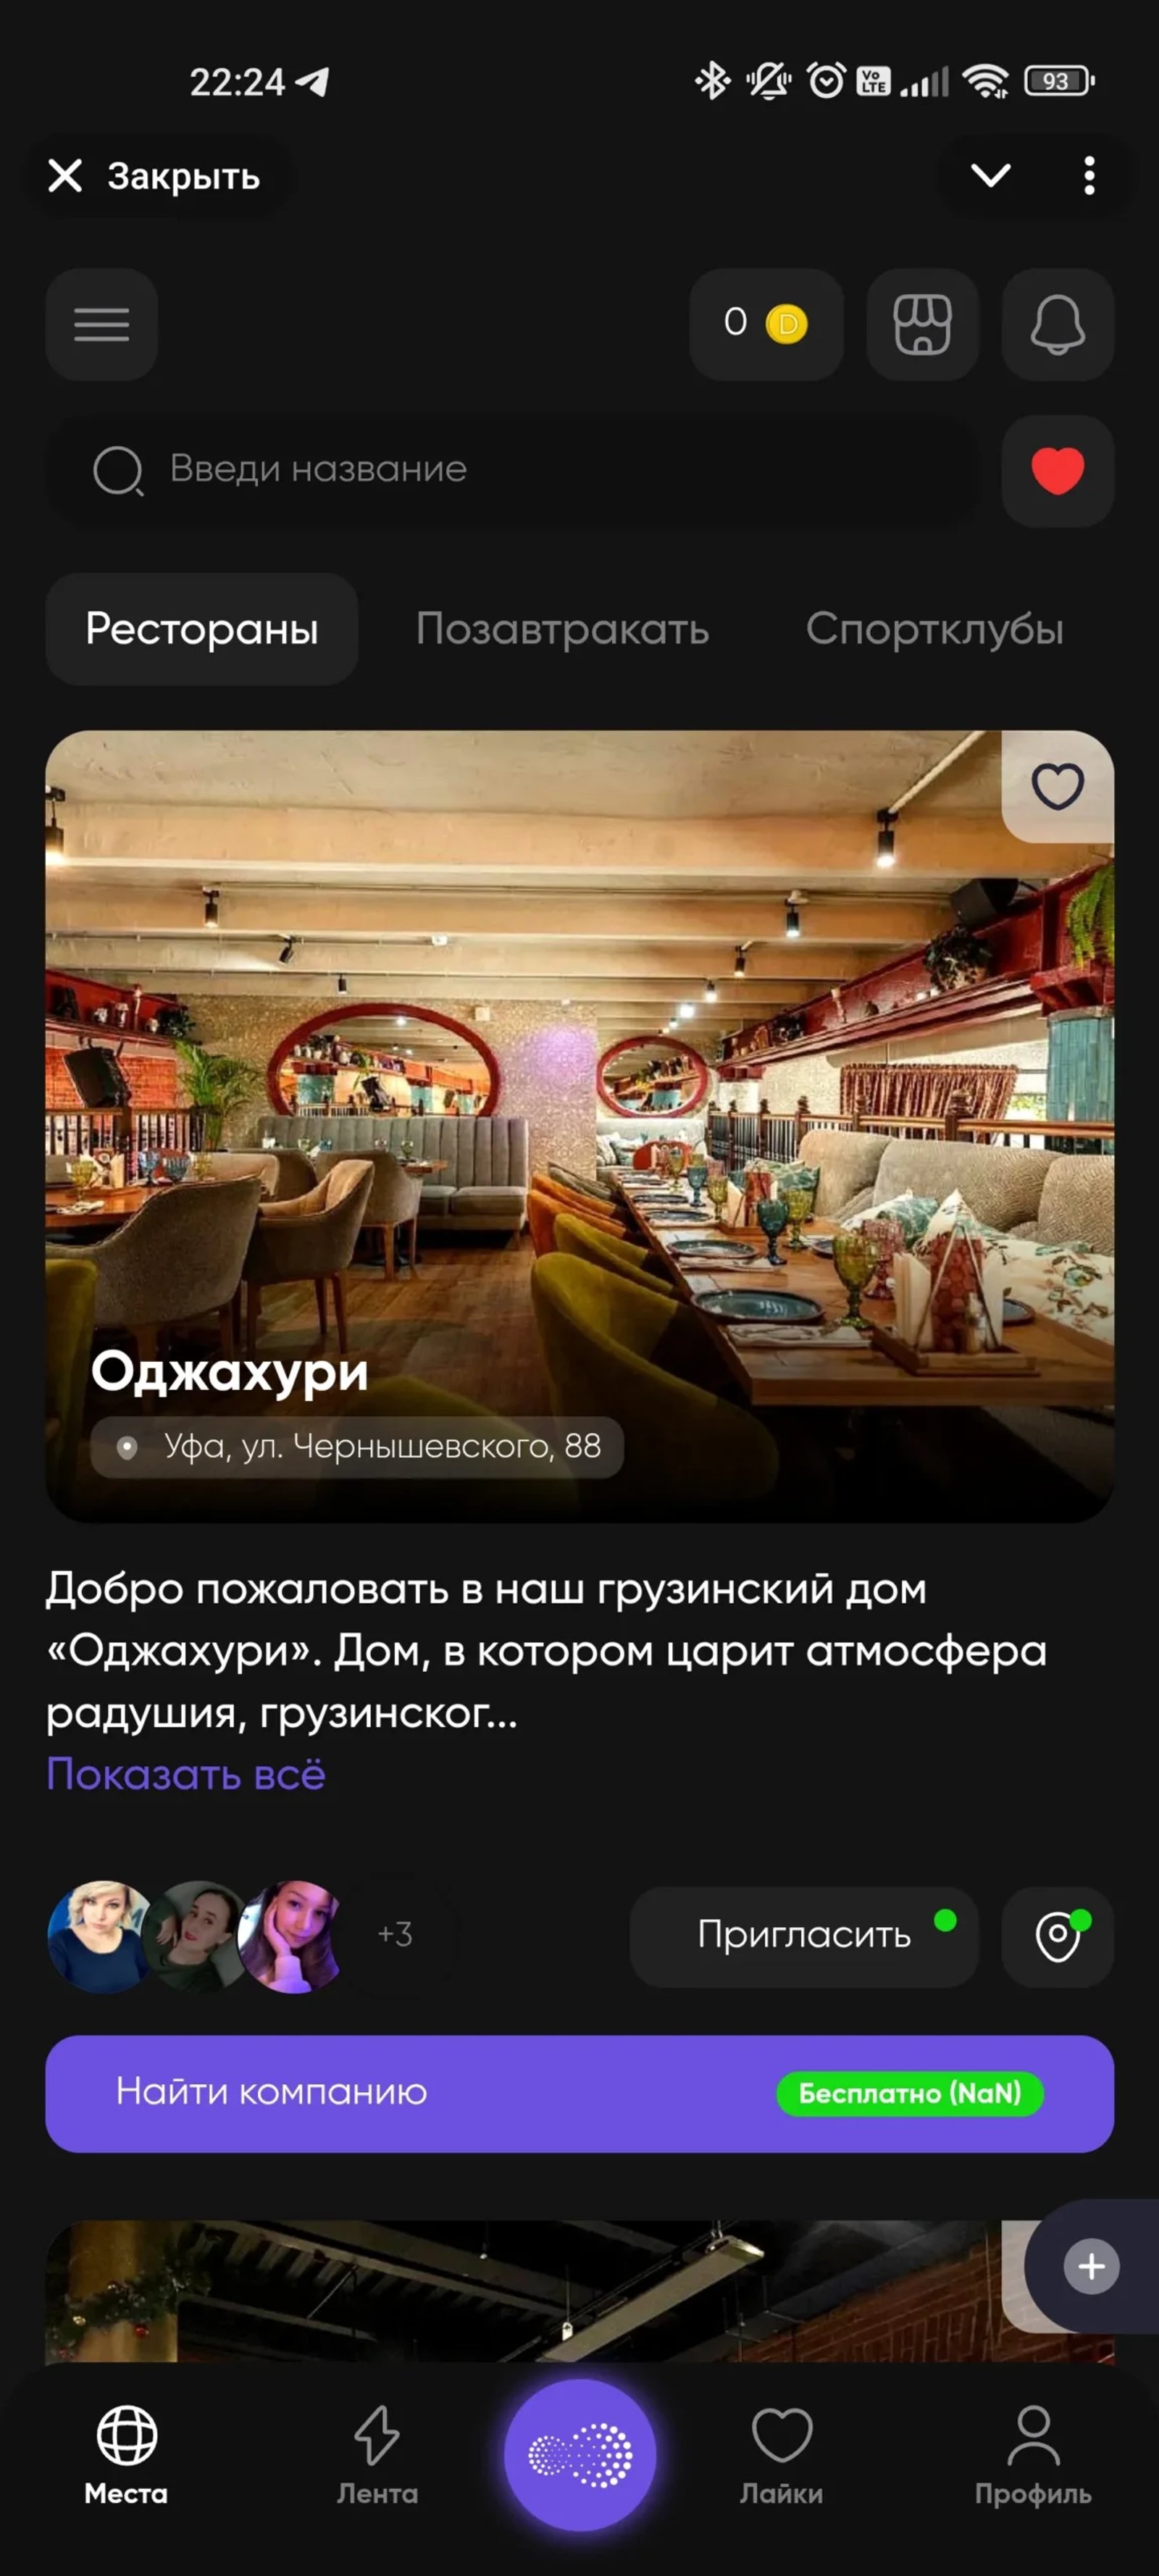 22:24
Vo LTE
93
Закрыть
0 D
Введи название
Рестораны Позавтракать Спортклубы
Оджахури
Уфа, ул. Чернышевского, 88
Добро пожаловать в наш грузинский дом
«Оджахури». Дом, в котором царит атмосфера
радушия, грузинског...
Показать всё
+3
Пригласить
Найти компанию
Бесплатно (NaN)
Места Лента Лайки Профиль